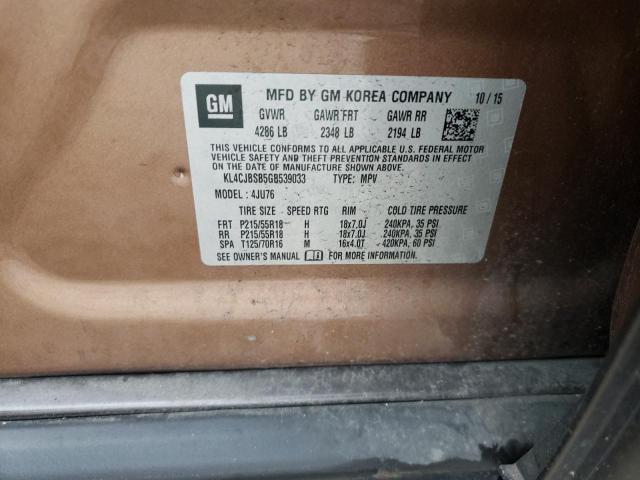 GM
MFD BY GM KOREA COMPANY 10/15
GVWR GAWR FRT GAWR RR
4286 LB 2348 LB 2194 LB
THIS VEHICLE CONFORMS TO ALL APPLICABLE U.S. FEDERAL MOTOR
VEHICLE SAFETY AND THEFT PREVENTION STANDARDS IN EFFECT
ON THE DATE OF MANUFACTURE SHOWN ABOVE.
KL4CJBSB5GB539033 TYPE: MPV
MODEL: 4JU76
TIRE SIZE SPEED RTG RIM COLD TIRE PRESSURE
FRT P215/55R18 H 18x7.0J 240KPA, 35 PSI
RR P215/55R18 H 18x7.0J 240KPA, 35 PSI
SPA T125/70R16 M 16x4.0T 420KPA, 60 PSI
SEE OWNER'S MANUAL FOR MORE INFORMATION.